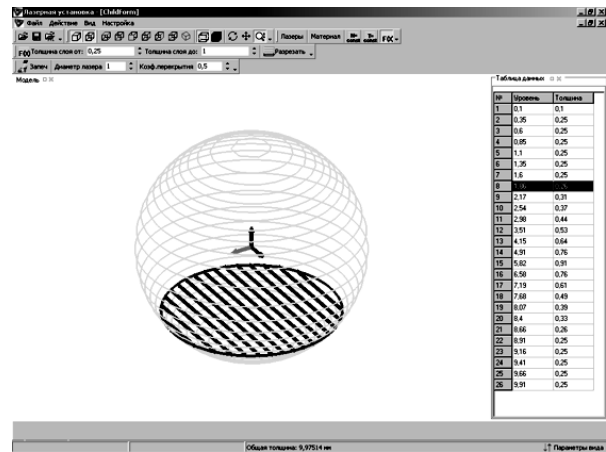 Лазерная установка - [ChildForm]
Файл Действие Вид Настройка
Лазеры Материал F(X)
F(X) Толщина слоя от: 0,25 Толщина слоя до: 1 Разрезать
Запеч Диаметр лазера 1 Коэф.перекрытия 0,5
Модель
Таблица данных
№ Уровень Толщина
1 0,1 0,1
2 0,35 0,25
3 0,6 0,25
4 0,85 0,25
5 1,1 0,25
6 1,35 0,25
7 1,6 0,25
8
9 2,17 0,31
10 2,54 0,37
11 2,98 0,44
12 3,51 0,53
13 4,15 0,64
14 4,91 0,76
15 5,82 0,91
16 6,58 0,76
17 7,19 0,61
18 7,68 0,49
19 8,07 0,39
20 8,4 0,33
21 8,66 0,26
22 8,91 0,25
23 9,16 0,25
24 9,41 0,25
25 9,66 0,25
26 9,91 0,25
Общая толщина: 9,97514 мм
Параметры вида